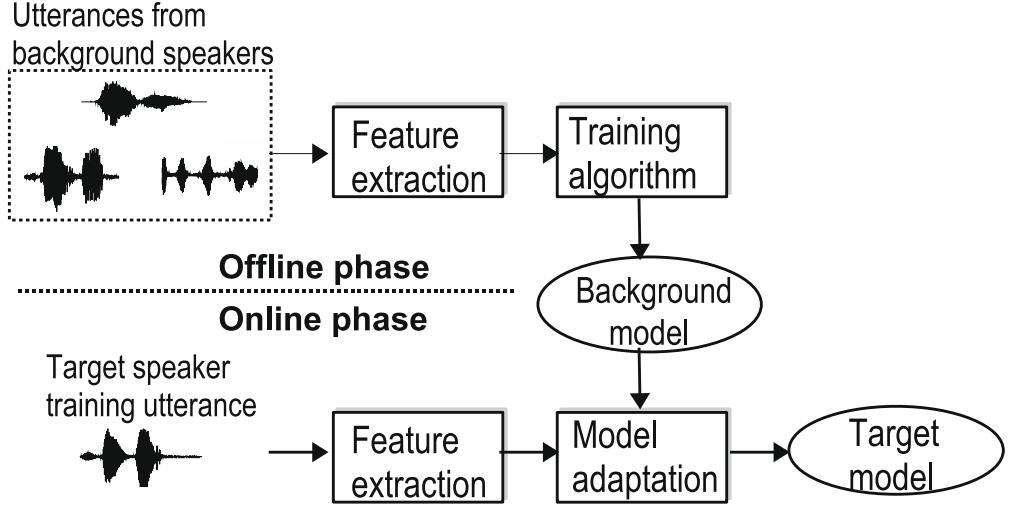 Utterances from
background speakers
Feature
extraction
Training
algorithm
Offline phase
Background
model
Online phase
Target speaker
training utterance
Feature
extraction
Model
adaptation
Target
model